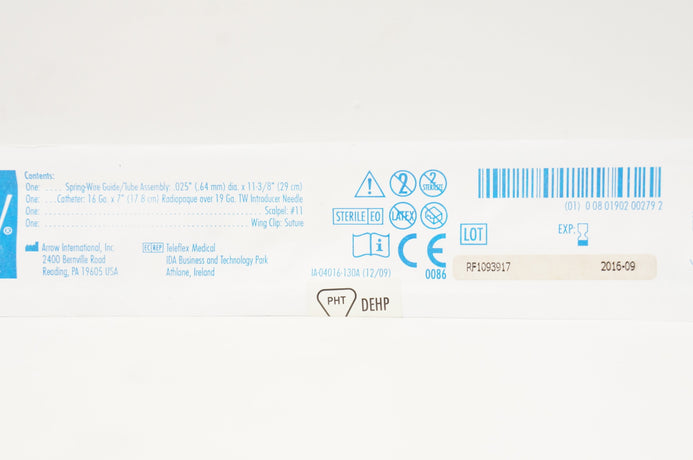 Contents:
One: .... Spring-Wire Guide/Tube Assembly: .025" (.64 mm) dia. x 11-3/8" (29 cm)
One: ....Catheter: 16 Ga. x 7" (17.8 cm) Radiopaque over 19 Ga. TW Introducer Needle
One: ........ Scalpel: #11
One: ........ Wing Clip: Suture
Arrow International, Inc.
2400 Bernville Road
Reading, PA 19605 USA
EC REP Teleflex Medical
IDA Business and Technology Park
Athlone, Ireland
2
2
STERILIZE
STERILE EO
LATEX
i
CE
0086
IA-04016-130A (12/09)
PHT DEHP
(01) 0 08 01902 00279 2
LOT
EXP:
RF1093917 2016-09
®